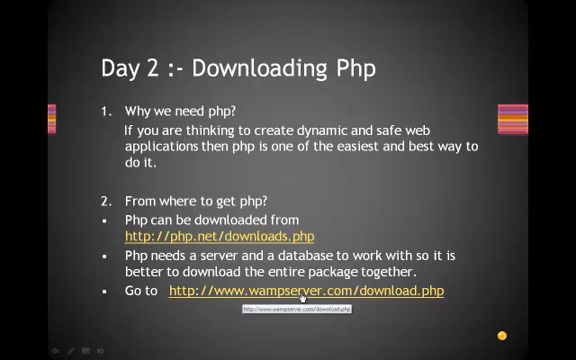 Day 2 :- Downloading Php
1. Why we need php?
If you are thinking to create dynamic and safe web
applications then php is one of the easiest and best way to
do it.
2. From where to get php?
• Php can be downloaded from
http://php.net/downloads.php
• Php needs a server and a database to work with so it is
better to download the entire package together.
• Go to http://www.wampserver.com/download.php
http://www.wampserver.com/download.php